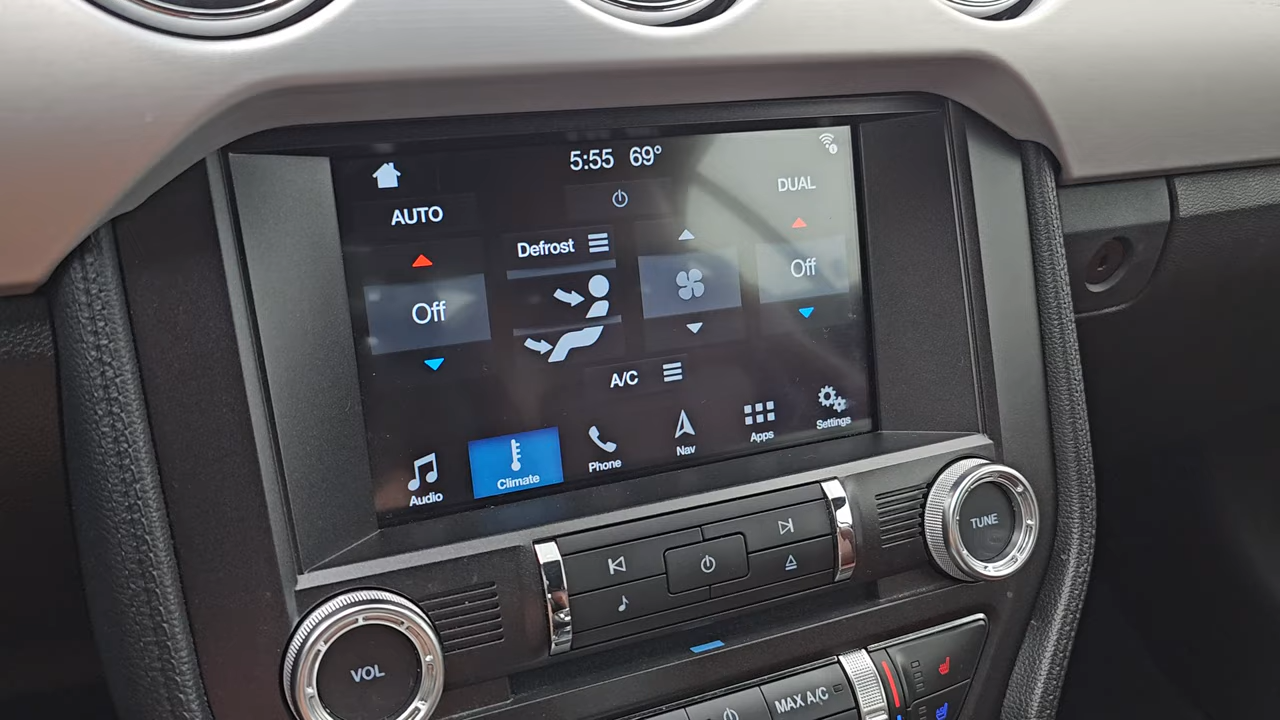 5:55 69°
AUTO
DUAL
Defrost
Off
Off
A/C
Audio
Climate
Phone
Nav
Apps
Settings
TUNE
VOL
MAX A/C